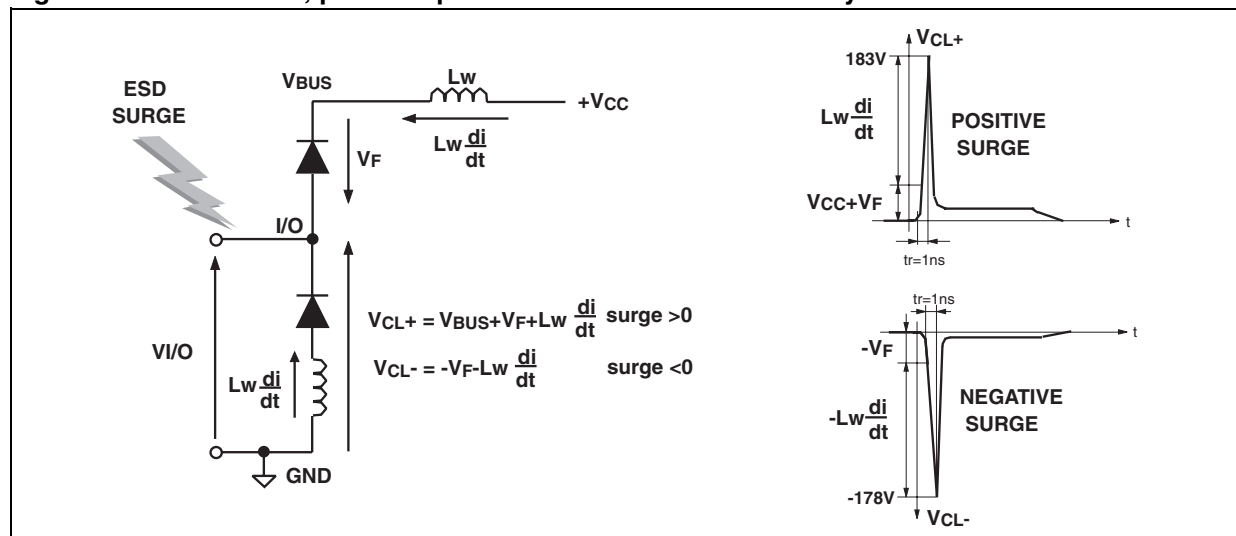 ESD
SURGE
VBUS
Lw
+VCC
Lw di/dt
VF
I/O
VI/O
Lw di/dt
GND
VCL+ = VBUS+VF+Lw di/dt surge >0
VCL- = -VF-Lw di/dt surge <0
VCL+
183V
Lw di/dt
POSITIVE
SURGE
VCC+VF
t
tr=1ns
tr=1ns
t
-VF
-Lw di/dt
NEGATIVE
SURGE
-178V
VCL-